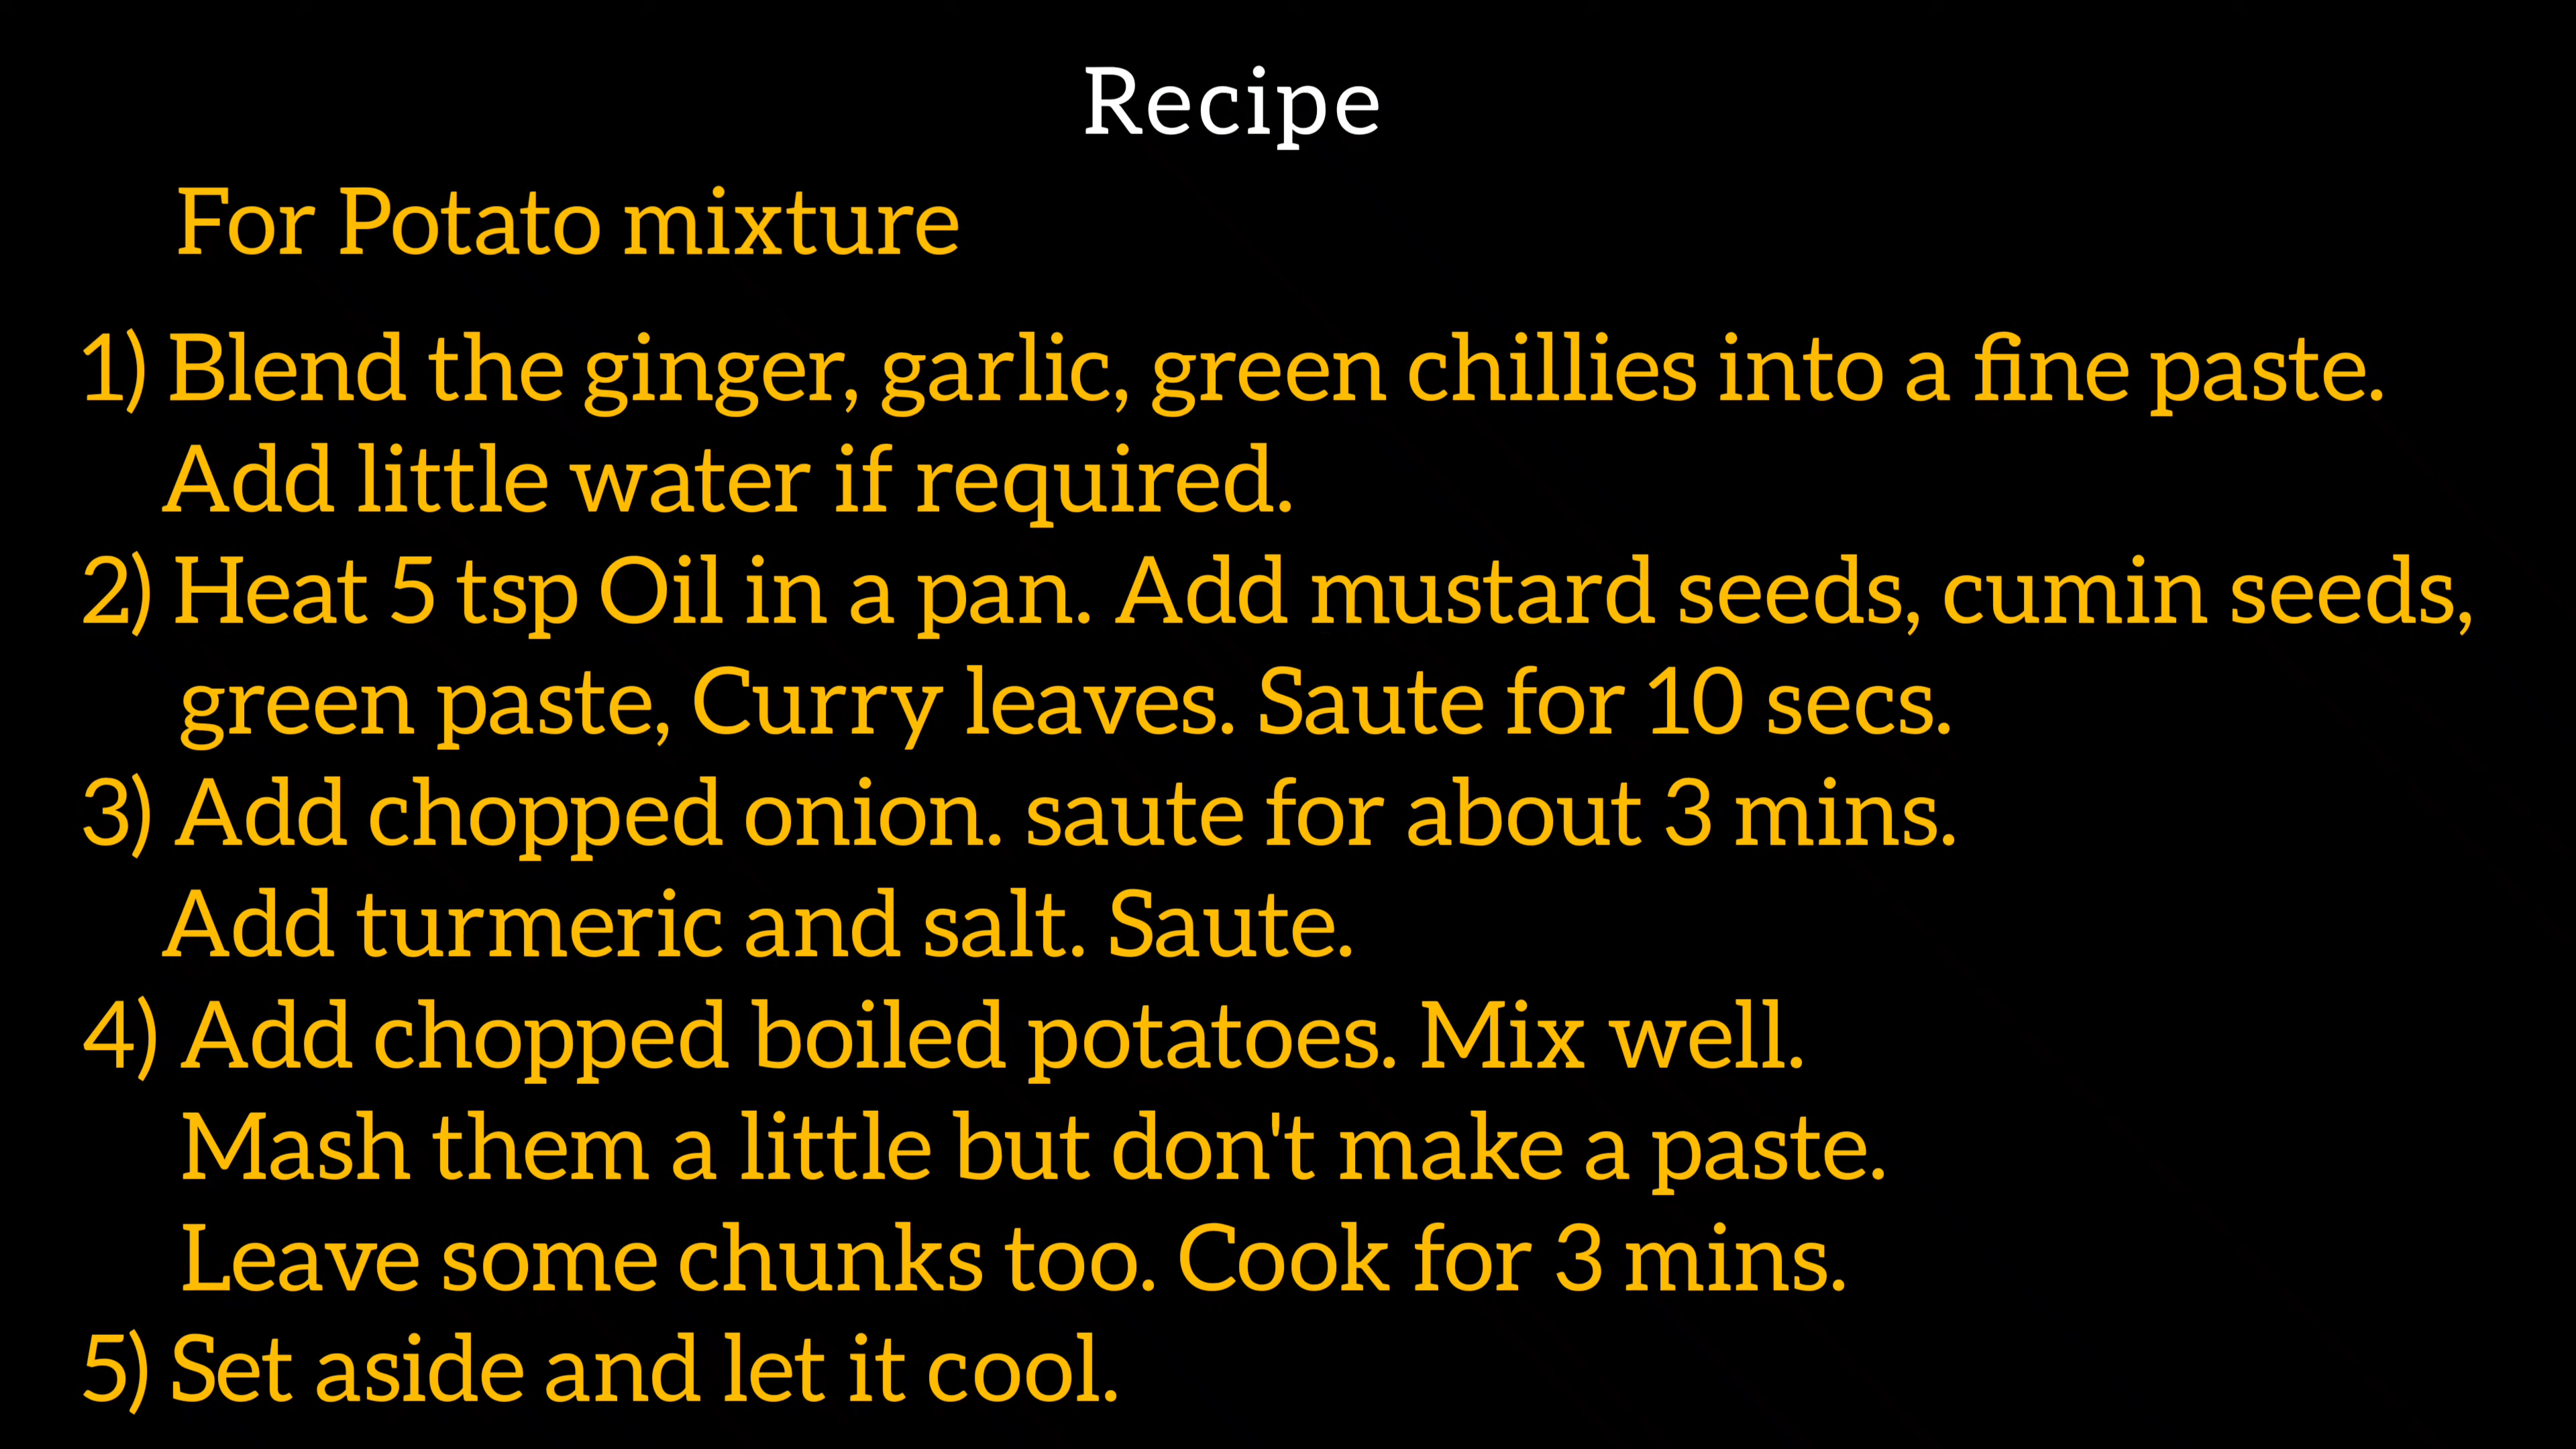 Recipe
For Potato mixture
1) Blend the ginger, garlic, green chillies into a fine paste.
Add little water if required.
2) Heat 5 tsp Oil in a pan. Add mustard seeds, cumin seeds,
green paste, Curry leaves. Saute for 10 secs.
3) Add chopped onion. saute for about 3 mins.
Add turmeric and salt. Saute.
4) Add chopped boiled potatoes. Mix well.
Mash them a little but don't make a paste.
Leave some chunks too. Cook for 3 mins.
5) Set aside and let it cool.